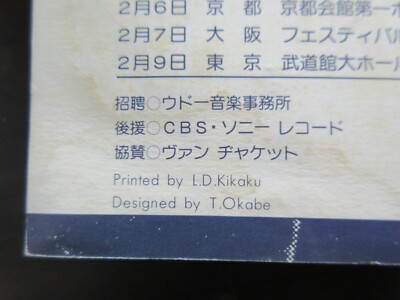 2月6日 京 都 京都会館第一ホ
2月7日 大 阪 フェスティバル
2月9日 東 京 武道館大ホール
招聘○ウドー音楽事務所
後援○CBS・ソニー レコード
協賛○ヴァン ヂャケット
Printed by L.D.Kikaku
Designed by T.Okabe